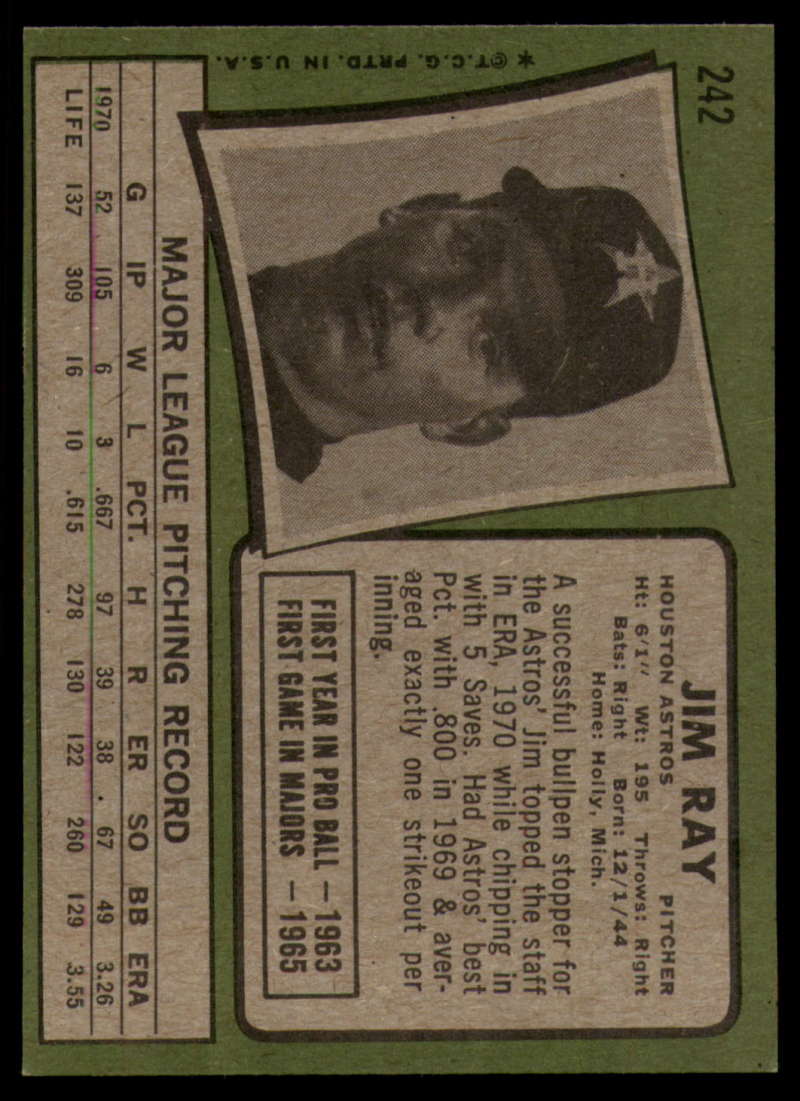 242
* ©T.C.G. PRTD. IN U.S.A.
JIM RAY
HOUSTON ASTROS PITCHER
Ht: 6'1" Wt: 195 Throws: Right
Bats: Right Born: 12/1/44
Home: Holly, Mich.
A successful bullpen stopper for
the Astros' Jim topped the staff
in ERA, 1970 while chipping in
with 5 Saves. Had Astros' best
Pct. with .800 in 1969 & aver-
aged exactly one strikeout per
inning.
FIRST YEAR IN PRO BALL — 1963
FIRST GAME IN MAJORS — 1965
MAJOR LEAGUE PITCHING RECORD
G IP W L PCT. H R ER SO BB ERA
1970 52 105 6 3 .667 97 39 38 67 49 3.26
LIFE 137 309 16 10 .615 278 130 122 260 129 3.55